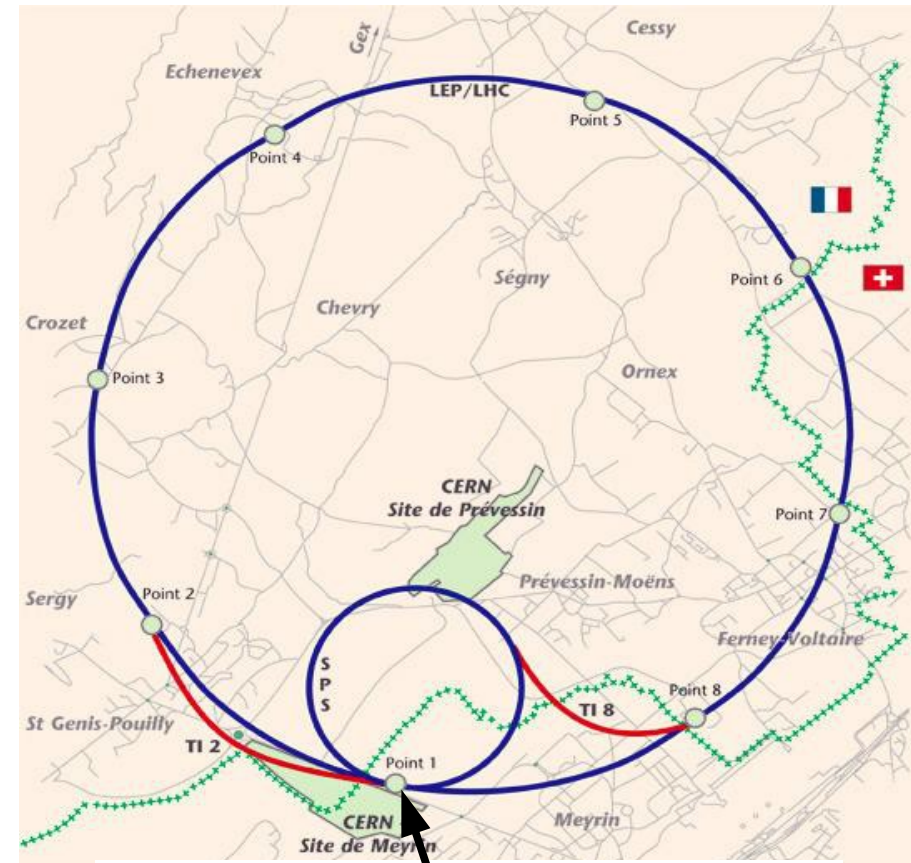 Cessy
Gex
Echenevex
LEP/LHC
Point 5
Point 4
Point 6
Ségny
Chevry
Crozet
Ornex
Point 3
CERN
Site de Prévessin
Point 7
Prévessin-Moëns
Point 2
Sergy
Ferney-Voltaire
S
P
S
Point 8
TI 8
St Genis-Pouilly
TI 2
Point 1
Meyrin
CERN
Site de Meyrin